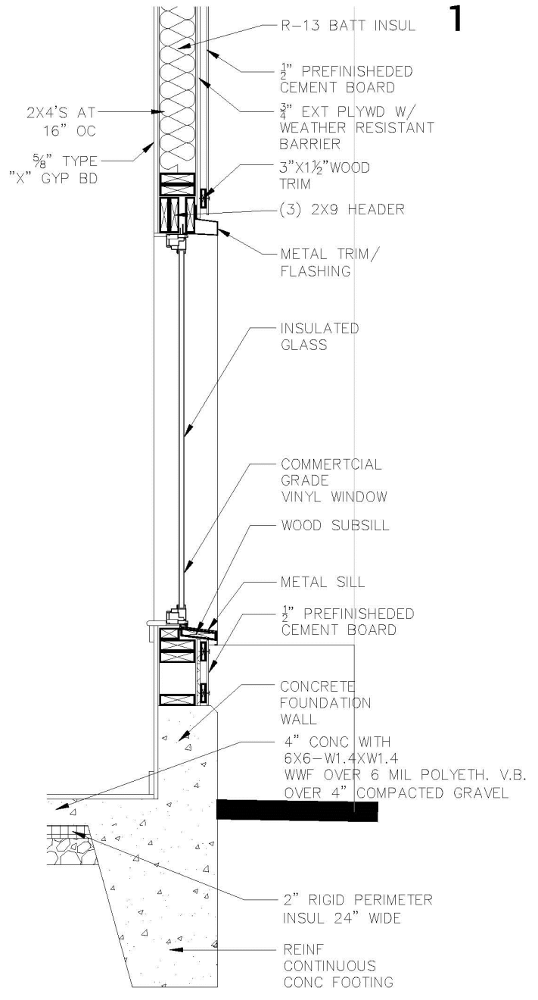 1
R-13 BATT INSUL
½" PREFINISHEDED
CEMENT BOARD
2X4'S AT
16" OC
¾" EXT PLYWD W/
WEATHER RESISTANT
BARRIER
⅝" TYPE
"X" GYP BD
3"X1½"WOOD
TRIM
(3) 2X9 HEADER
METAL TRIM/
FLASHING
INSULATED
GLASS
COMMERTCIAL
GRADE
VINYL WINDOW
WOOD SUBSILL
METAL SILL
½" PREFINISHEDED
CEMENT BOARD
CONCRETE
FOUNDATION
WALL
4" CONC WITH
6X6-W1.4XW1.4
WWF OVER 6 MIL POLYETH. V.B.
OVER 4" COMPACTED GRAVEL
2" RIGID PERIMETER
INSUL 24" WIDE
REINF
CONTINUOUS
CONC FOOTING